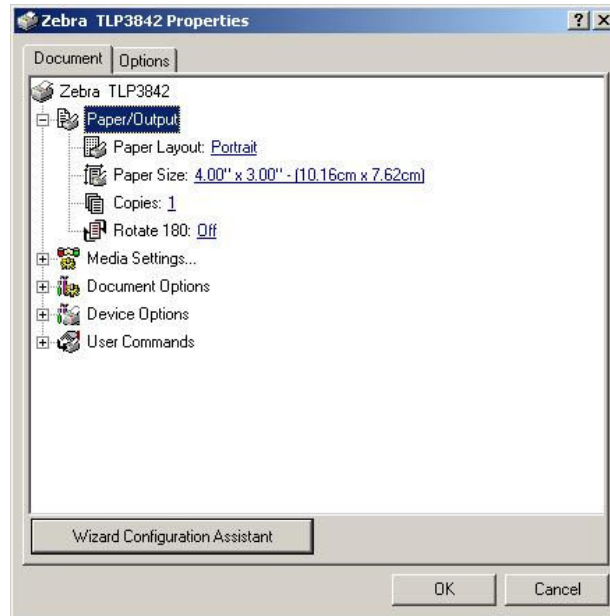 Zebra TLP3842 Properties
Document Options
Zebra TLP3842
Paper/Output
Paper Layout: Portrait
Paper Size: 4.00" x 3.00" - (10.16cm x 7.62cm)
Copies: 1
Rotate 180: Off
Media Settings...
Document Options
Device Options
User Commands
Wizard Configuration Assistant
OK Cancel